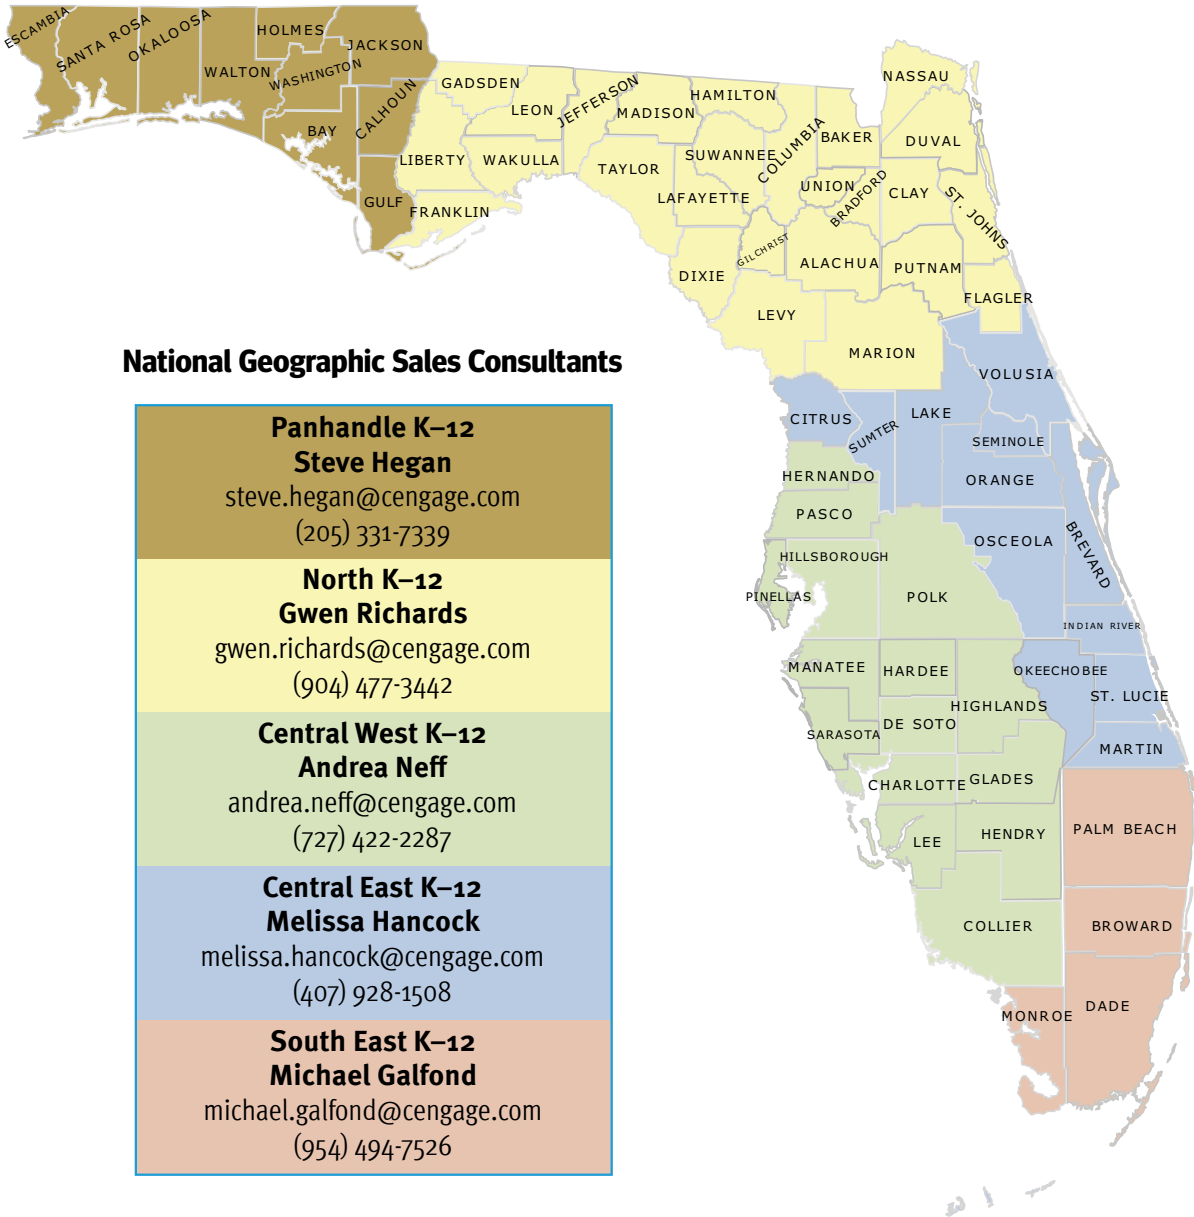 ESCAMBIA
SANTA ROSA
OKALOOSA
WALTON
HOLMES
WASHINGTON
JACKSON
BAY
CALHOUN
GULF
GADSDEN
LIBERTY
FRANKLIN
LEON
WAKULLA
JEFFERSON
MADISON
TAYLOR
HAMILTON
SUWANNEE
LAFAYETTE
DIXIE
COLUMBIA
GILCHRIST
LEVY
BAKER
UNION
BRADFORD
ALACHUA
NASSAU
DUVAL
CLAY
ST. JOHNS
PUTNAM
FLAGLER
MARION
National Geographic Sales Consultants
Panhandle K–12
Steve Hegan
steve.hegan@cengage.com
(205) 331-7339
North K–12
Gwen Richards
gwen.richards@cengage.com
(904) 477-3442
Central West K–12
Andrea Neff
andrea.neff@cengage.com
(727) 422-2287
Central East K–12
Melissa Hancock
melissa.hancock@cengage.com
(407) 928-1508
South East K–12
Michael Galfond
michael.galfond@cengage.com
(954) 494-7526
VOLUSIA
CITRUS
SUMTER
LAKE
SEMINOLE
ORANGE
HERNANDO
PASCO
OSCEOLA
BREVARD
HILLSBOROUGH
PINELLAS
POLK
INDIAN RIVER
MANATEE
HARDEE
OKEECHOBEE
ST. LUCIE
HIGHLANDS
SARASOTA
DE SOTO
MARTIN
CHARLOTTE
GLADES
LEE
HENDRY
PALM BEACH
COLLIER
BROWARD
MONROE
DADE